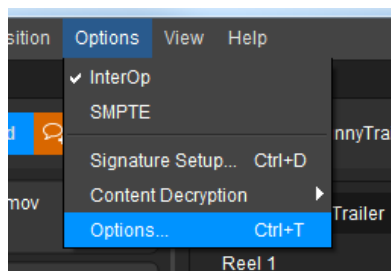 sition Options View Help
✓ InterOp
SMPTE
nnyTra
Signature Setup... Ctrl+D
mov
Content Decryption
Trailer
Options... Ctrl+T
Reel 1